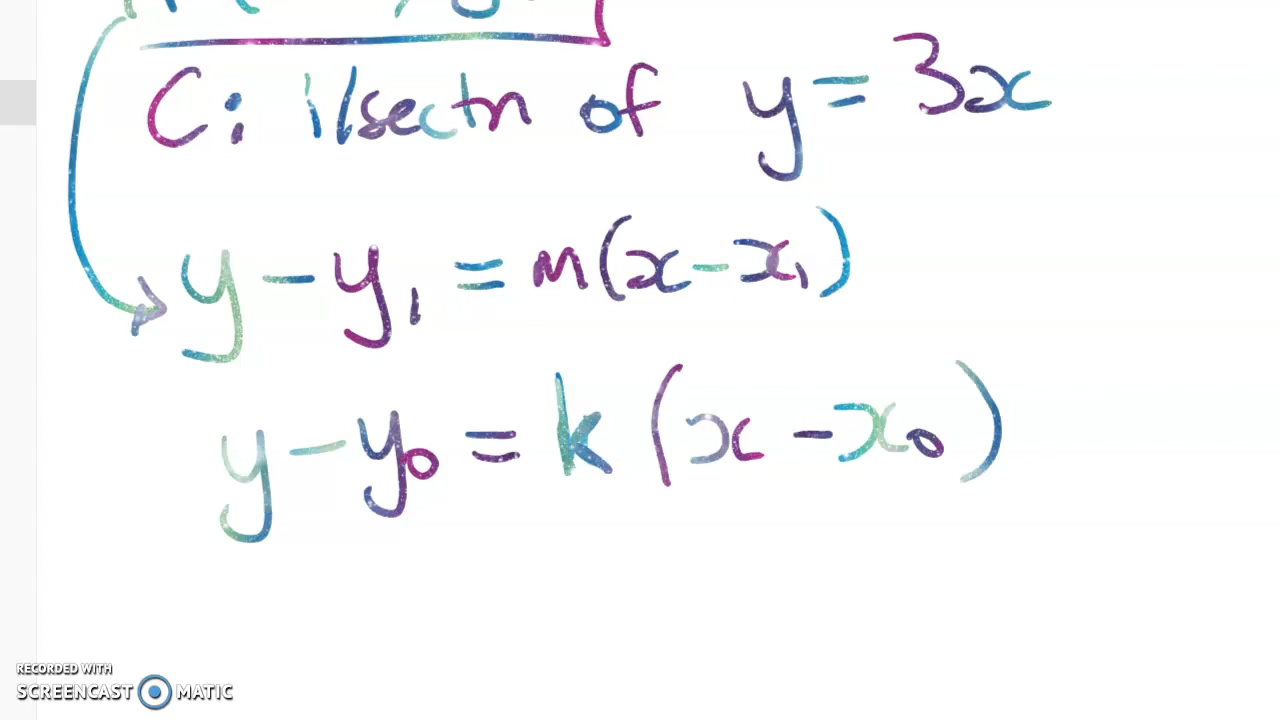 C: i/sectn of y = 3x
y - y₁ = m(x - x₁)
y - y₀ = k(x - x₀)
RECORDED WITH
SCREENCAST MATIC